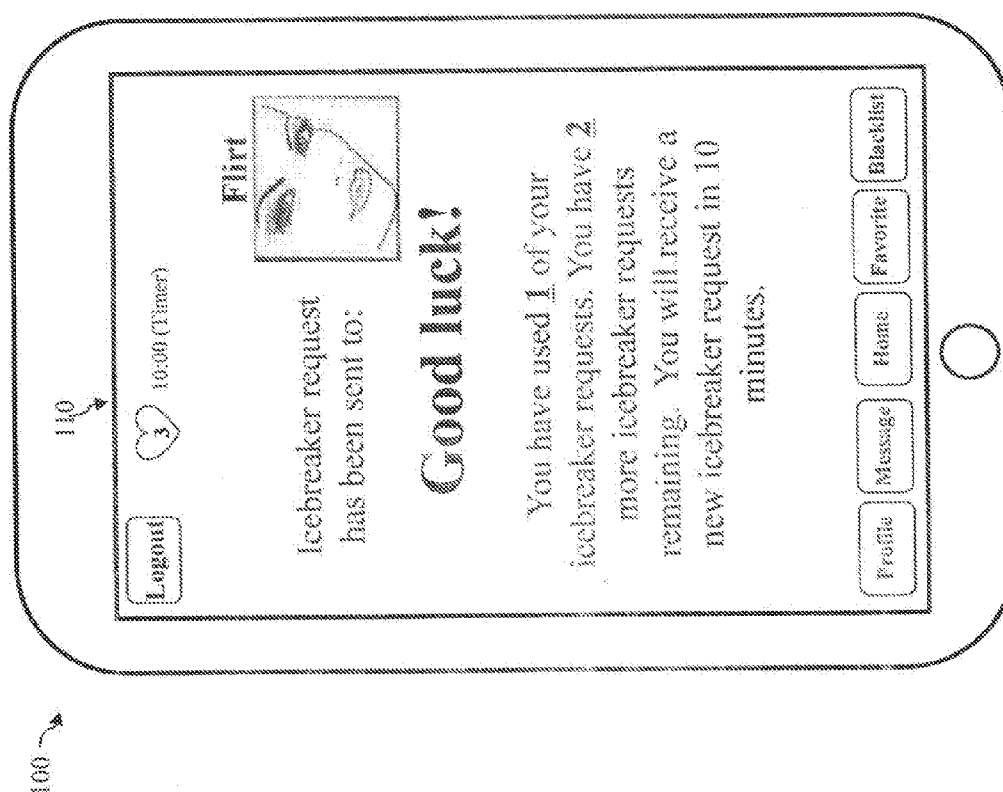 100
110
Logout
3
10:00 (Timer)
Flirt
Icebreaker request
has been sent to:
Good luck!
You have used 1 of your
icebreaker requests. You have 2
more icebreaker requests
remaining. You will receive a
new icebreaker request in 10
minutes.
Profile
Message
Home
Favorite
Blacklist